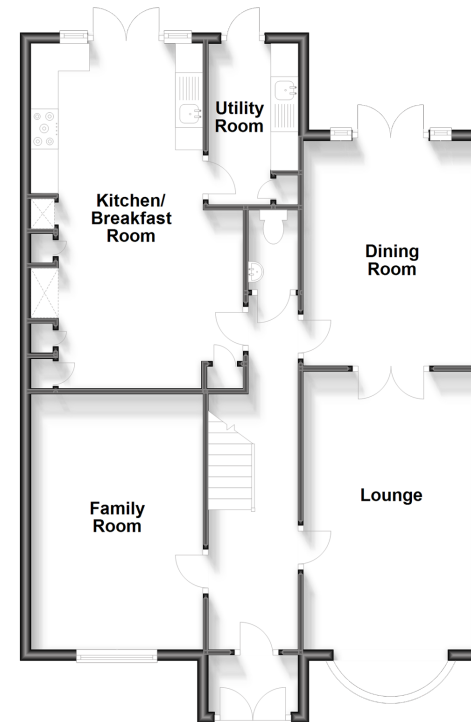 Utility
Room
Kitchen/
Breakfast
Room
Dining
Room
Family
Room
Lounge